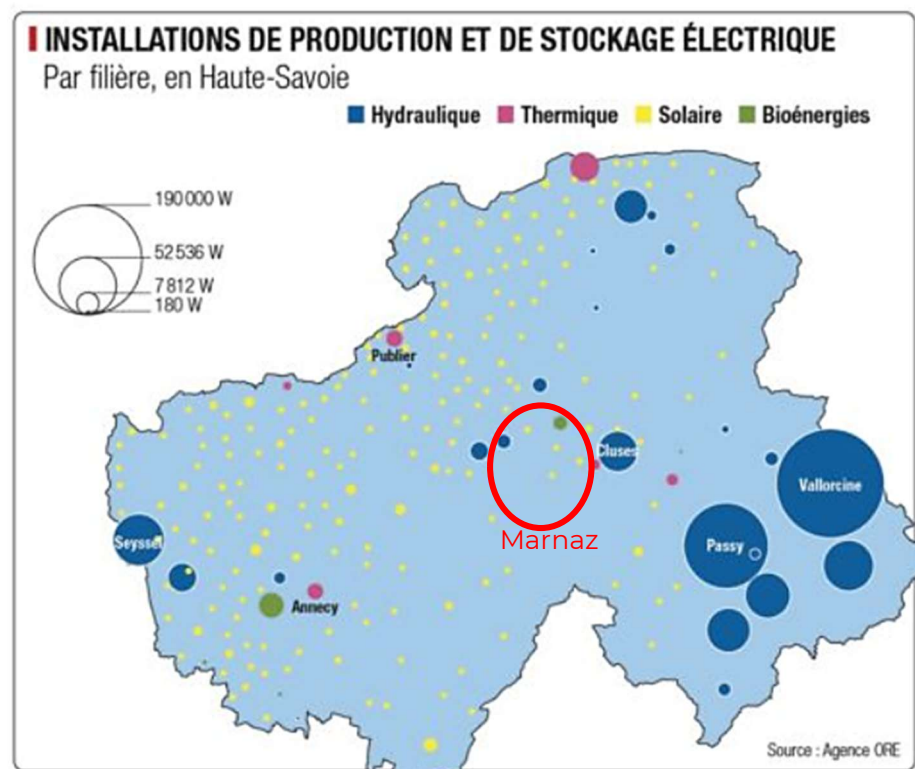 INSTALLATIONS DE PRODUCTION ET DE STOCKAGE ÉLECTRIQUE
Par filière, en Haute-Savoie
Hydraulique Thermique Solaire Bioénergies
190 000 W
52 536 W
7 812 W
180 W
Publier
Cluses
Vallorcine
Seyssel
Marnaz
Passy
Annecy
Source : Agence ORE